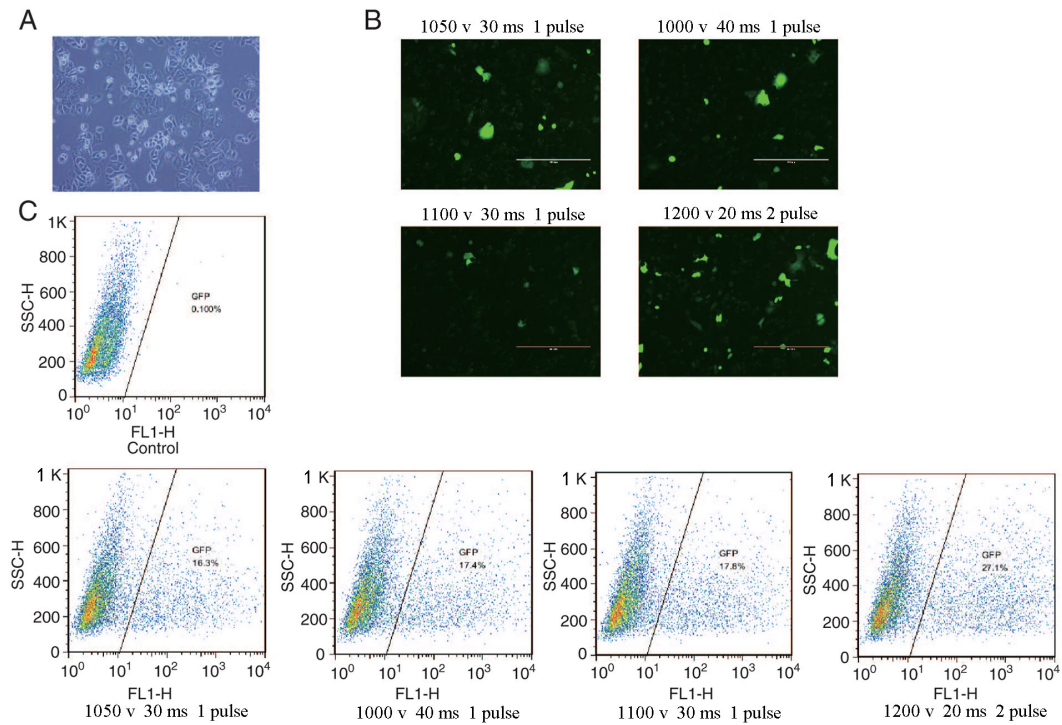 A
B
1050 v 30 ms 1 pulse
1000 v 40 ms 1 pulse
1100 v 30 ms 1 pulse
1200 v 20 ms 2 pulse
C
1K
800
600
400
200
0
SSC-H
GFP
0.100%
10^0 10^1 10^2 10^3 10^4
FL1-H
Control
1 K
800
600
400
200
0
SSC-H
GFP
16.3%
10^0 10^1 10^2 10^3 10^4
FL1-H
1050 v 30 ms 1 pulse
1 K
800
600
400
200
0
SSC-H
GFP
17.4%
10^0 10^1 10^2 10^3 10^4
FL1-H
1000 v 40 ms 1 pulse
1 K
800
600
400
200
0
SSC-H
GFP
17.8%
10^0 10^1 10^2 10^3 10^4
FL1-H
1100 v 30 ms 1 pulse
1 K
800
600
400
200
0
SSC-H
GFP
27.1%
10^0 10^1 10^2 10^3 10^4
FL1-H
1200 v 20 ms 2 pulse